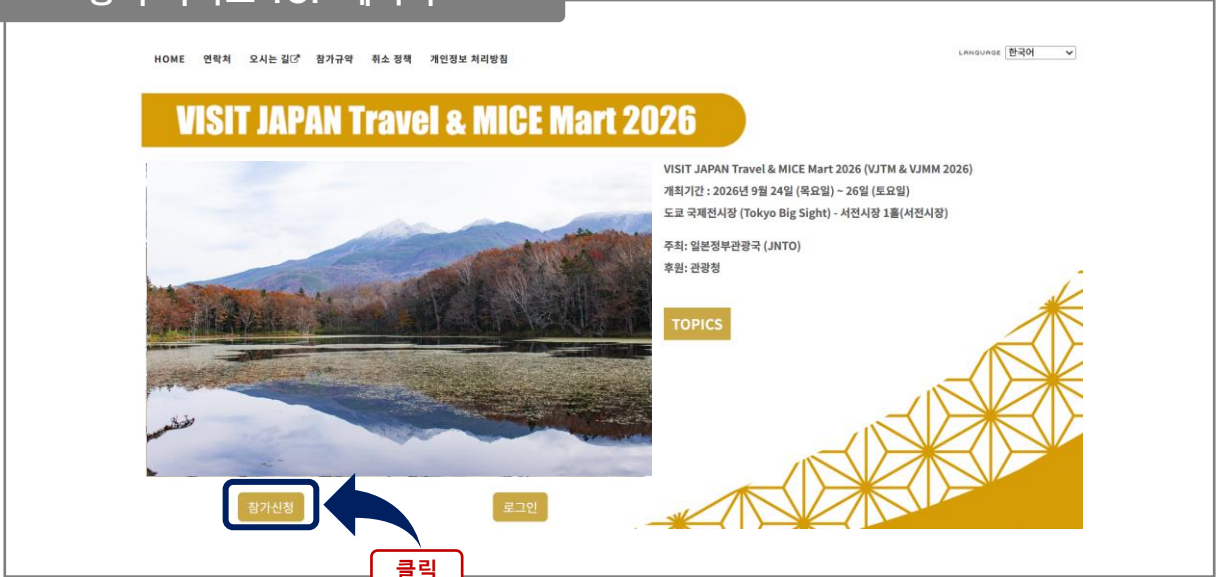 HOME 연락처 오시는 길 참가규약 취소 정책 개인정보 처리방침
LANGUAGE 한국어
VISIT JAPAN Travel & MICE Mart 2026
VISIT JAPAN Travel & MICE Mart 2026 (VJTM & VJMM 2026)
개최기간 : 2026년 9월 24일 (목요일) ~ 26일 (토요일)
도쿄 국제전시장 (Tokyo Big Sight) - 서전시장 1홀(서전시장)
주최: 일본정부관광국 (JNTO)
후원: 관광청
TOPICS
참가신청
로그인
클릭